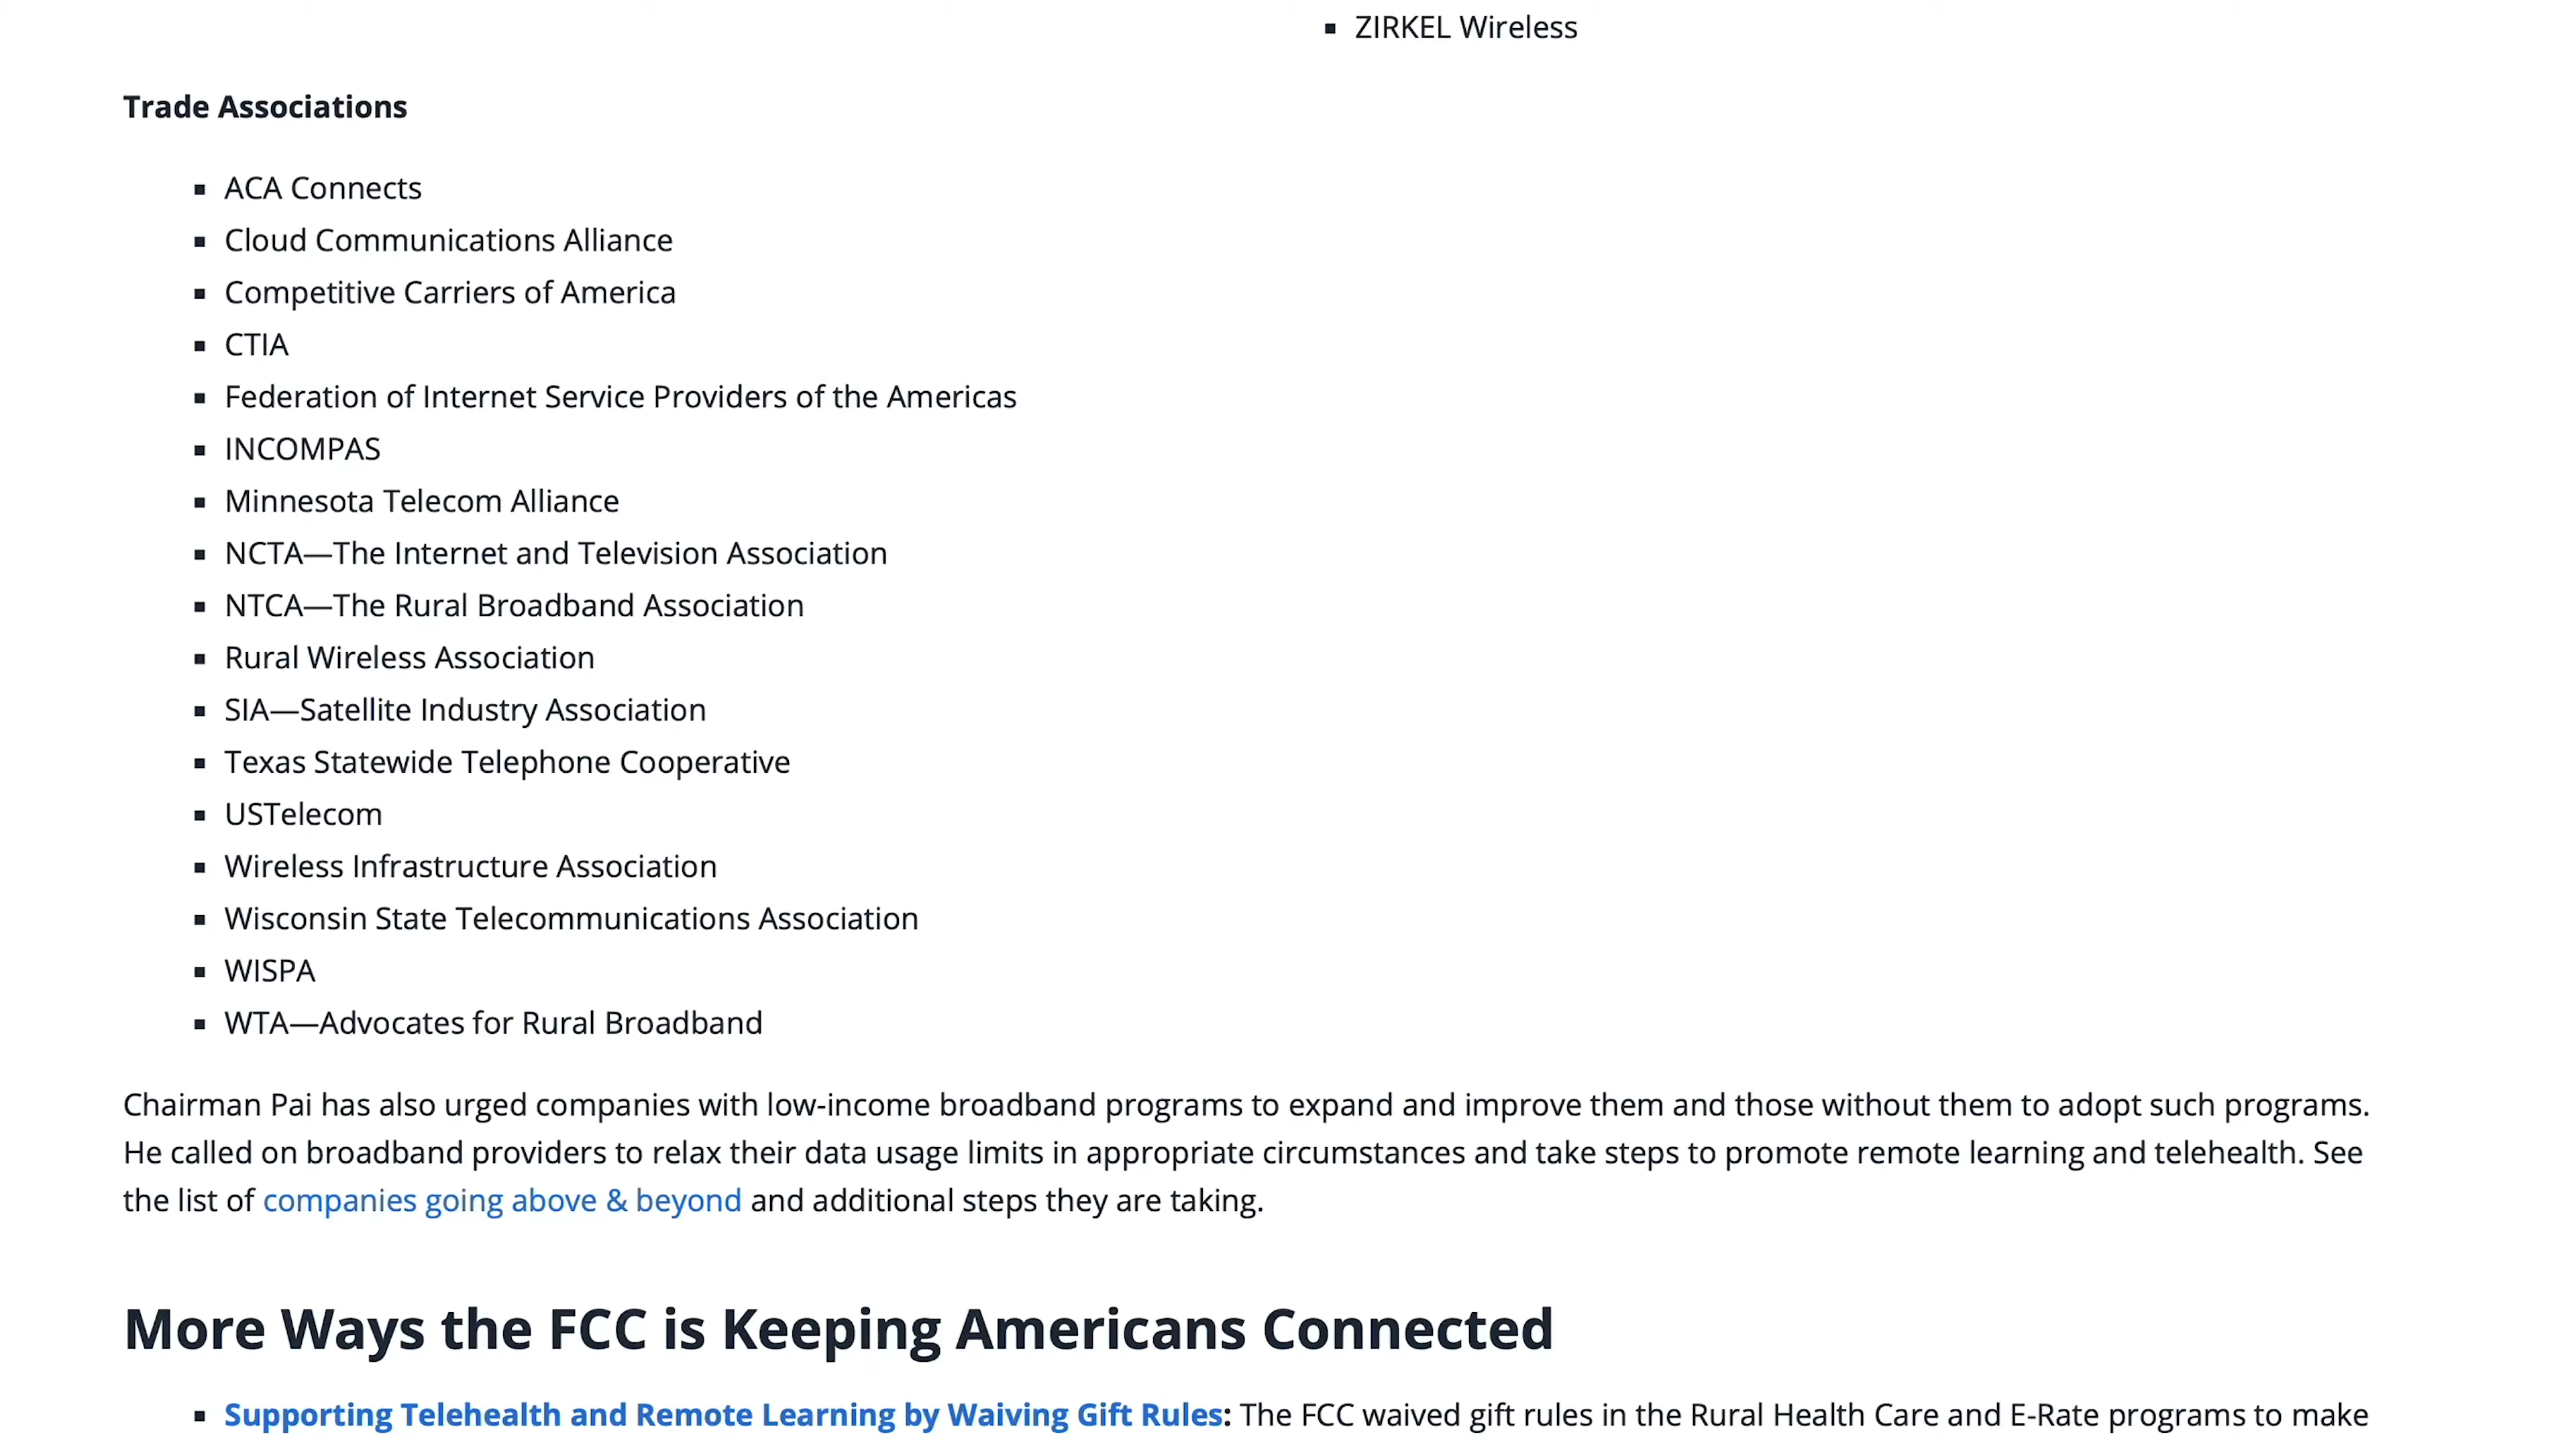 ZIRKEL Wireless
Trade Associations
ACA Connects
Cloud Communications Alliance
Competitive Carriers of America
CTIA
Federation of Internet Service Providers of the Americas
INCOMPAS
Minnesota Telecom Alliance
NCTA—The Internet and Television Association
NTCA—The Rural Broadband Association
Rural Wireless Association
SIA—Satellite Industry Association
Texas Statewide Telephone Cooperative
USTelecom
Wireless Infrastructure Association
Wisconsin State Telecommunications Association
WISPA
WTA—Advocates for Rural Broadband
Chairman Pai has also urged companies with low-income broadband programs to expand and improve them and those without them to adopt such programs.
He called on broadband providers to relax their data usage limits in appropriate circumstances and take steps to promote remote learning and telehealth. See
the list of companies going above & beyond and additional steps they are taking.
More Ways the FCC is Keeping Americans Connected
Supporting Telehealth and Remote Learning by Waiving Gift Rules: The FCC waived gift rules in the Rural Health Care and E-Rate programs to make